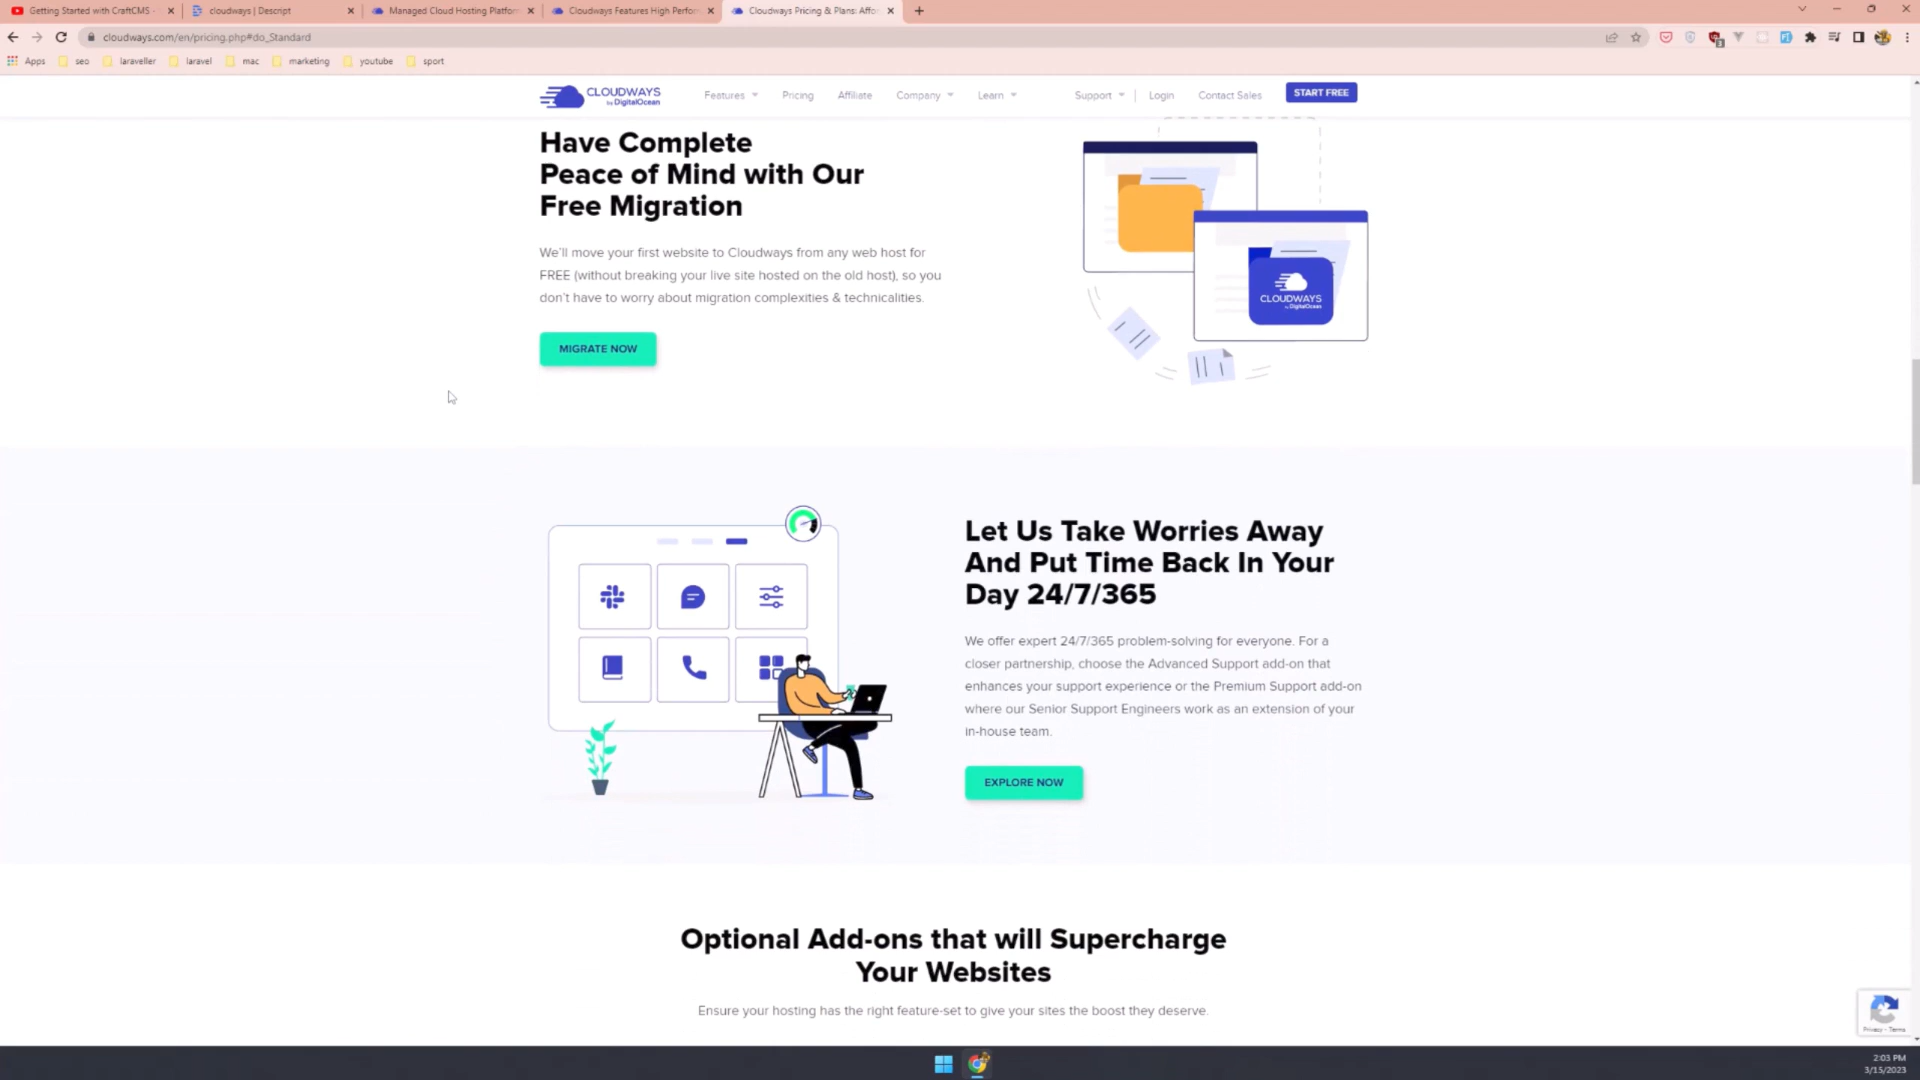 Getting Started with CraftCMS -
cloudways | Descript
Managed Cloud Hosting Platfor
Cloudways Features High Perfor
Cloudways Pricing & Plans: Affo
cloudways.com/en/pricing.php#do_Standard
3
Apps
seo
laraveller
laravel
mac
marketing
youtube
sport
CLOUDWAYS
by DigitalOcean
Features
Pricing
Affiliate
Company
Learn
Support
Login
Contact Sales
START FREE
Have Complete
Peace of Mind with Our
Free Migration
We'll move your first website to Cloudways from any web host for
FREE (without breaking your live site hosted on the old host), so you
don't have to worry about migration complexities & technicalities.
MIGRATE NOW
CLOUDWAYS
by DigitalOcean
Let Us Take Worries Away
And Put Time Back In Your
Day 24/7/365
We offer expert 24/7/365 problem-solving for everyone. For a
closer partnership, choose the Advanced Support add-on that
enhances your support experience or the Premium Support add-on
where our Senior Support Engineers work as an extension of your
in-house team.
EXPLORE NOW
Optional Add-ons that will Supercharge
Your Websites
Ensure your hosting has the right feature-set to give your sites the boost they deserve.
Privacy - Terms
2:03 PM
3/15/2023